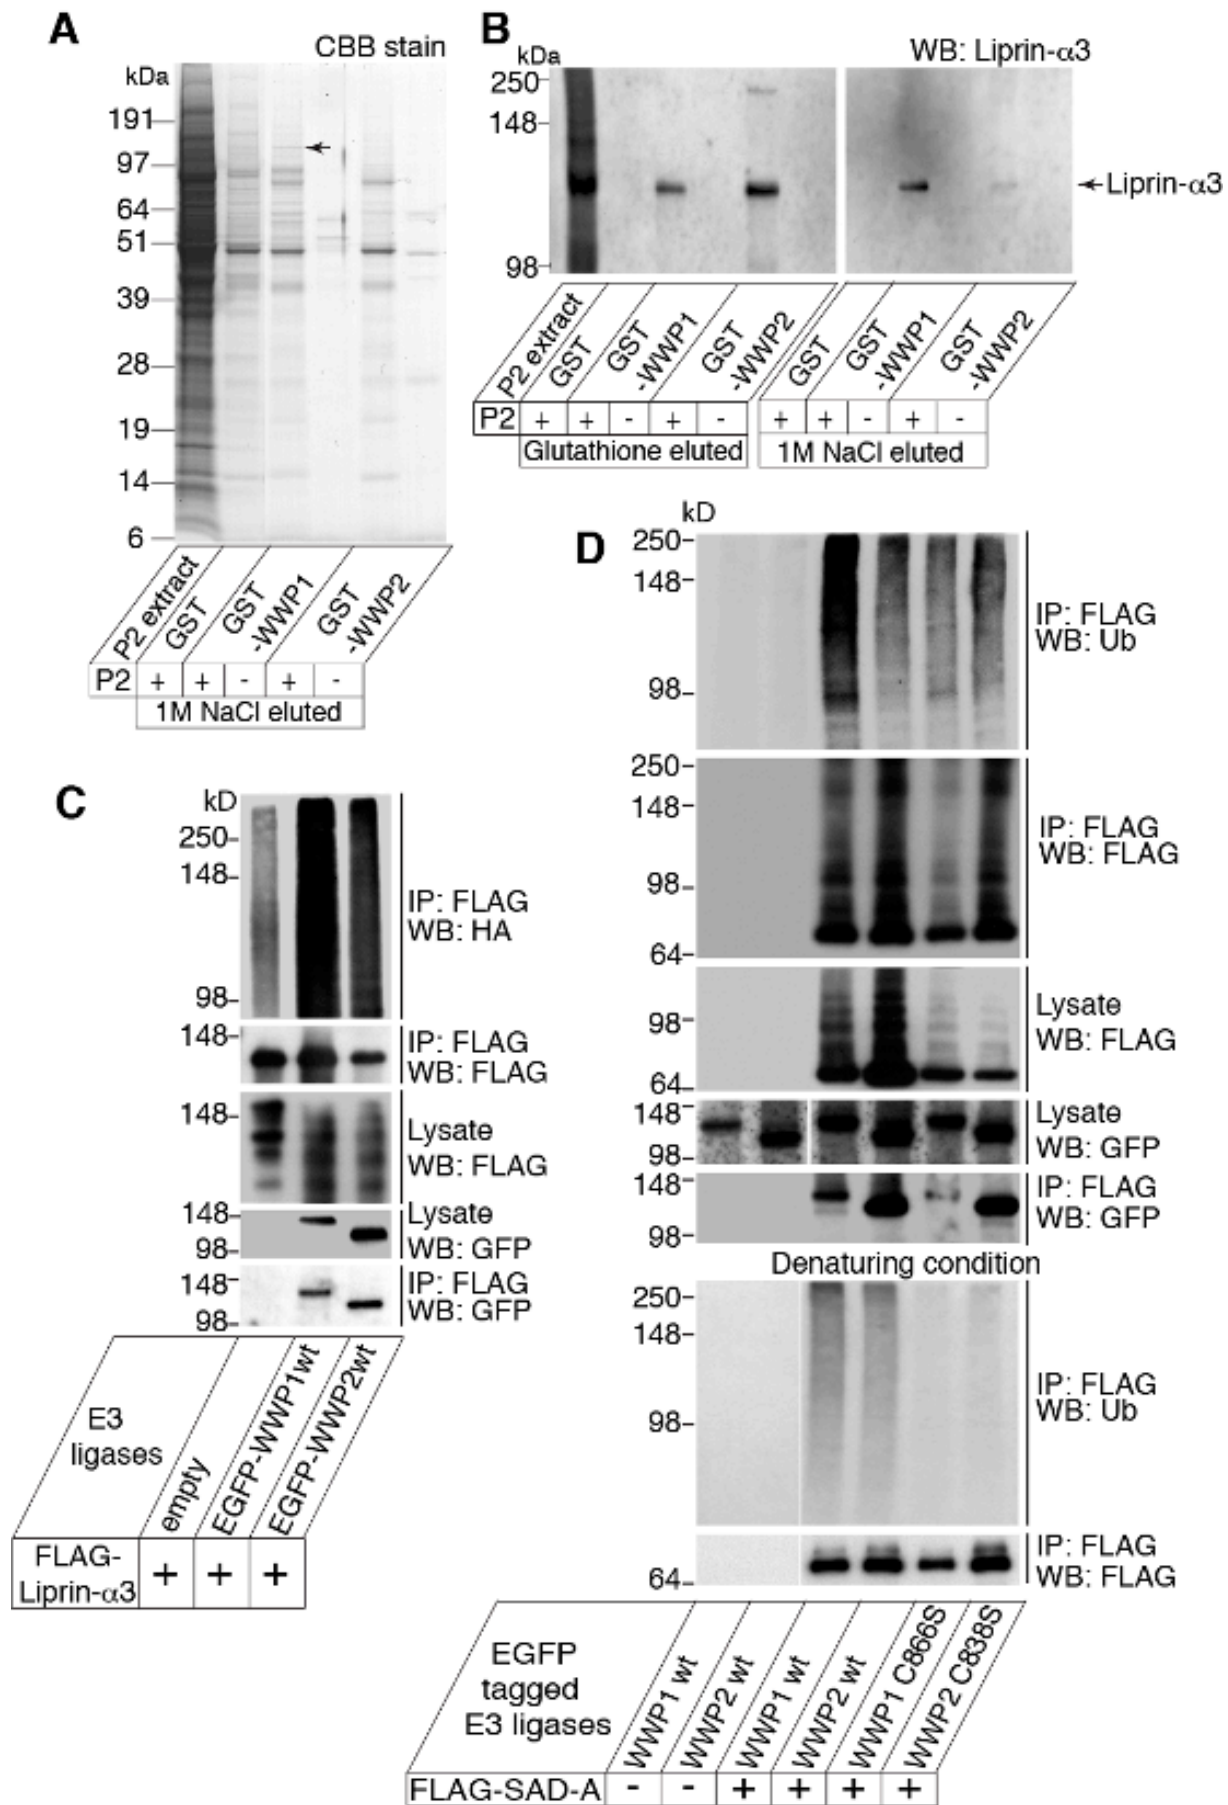 A
CBB stain
kDa
191
97
64
51
39
28
19
14
6
P2 extract
GST
GST
-WWP1
GST
-WWP2
P2 + + - + -
1M NaCl eluted
B
kDa
WB: Liprin-α3
250
148
98
Liprin-α3
P2 extract
GST
GST
-WWP1
GST
-WWP2
GST
GST
-WWP1
GST
-WWP2
P2 + + - + -
+ + - + -
Glutathione eluted
1M NaCl eluted
C
kD
250
148
98
IP: FLAG
WB: HA
148
IP: FLAG
WB: FLAG
148
Lysate
WB: FLAG
148
98
Lysate
WB: GFP
148
98
IP: FLAG
WB: GFP
E3
ligases
empty
EGFP-WWP1wt
EGFP-WWP2wt
FLAG-
Liprin-α3
+ + +
D
kD
250
148
98
IP: FLAG
WB: Ub
250
148
98
64
IP: FLAG
WB: FLAG
98
64
Lysate
WB: FLAG
148
98
Lysate
WB: GFP
148
98
IP: FLAG
WB: GFP
Denaturing condition
250
148
98
IP: FLAG
WB: Ub
64
IP: FLAG
WB: FLAG
EGFP
tagged
E3 ligases
WWP1 wt
WWP2 wt
WWP1 wt
WWP2 wt
WWP1 C866S
WWP2 C838S
FLAG-SAD-A - - + + + +